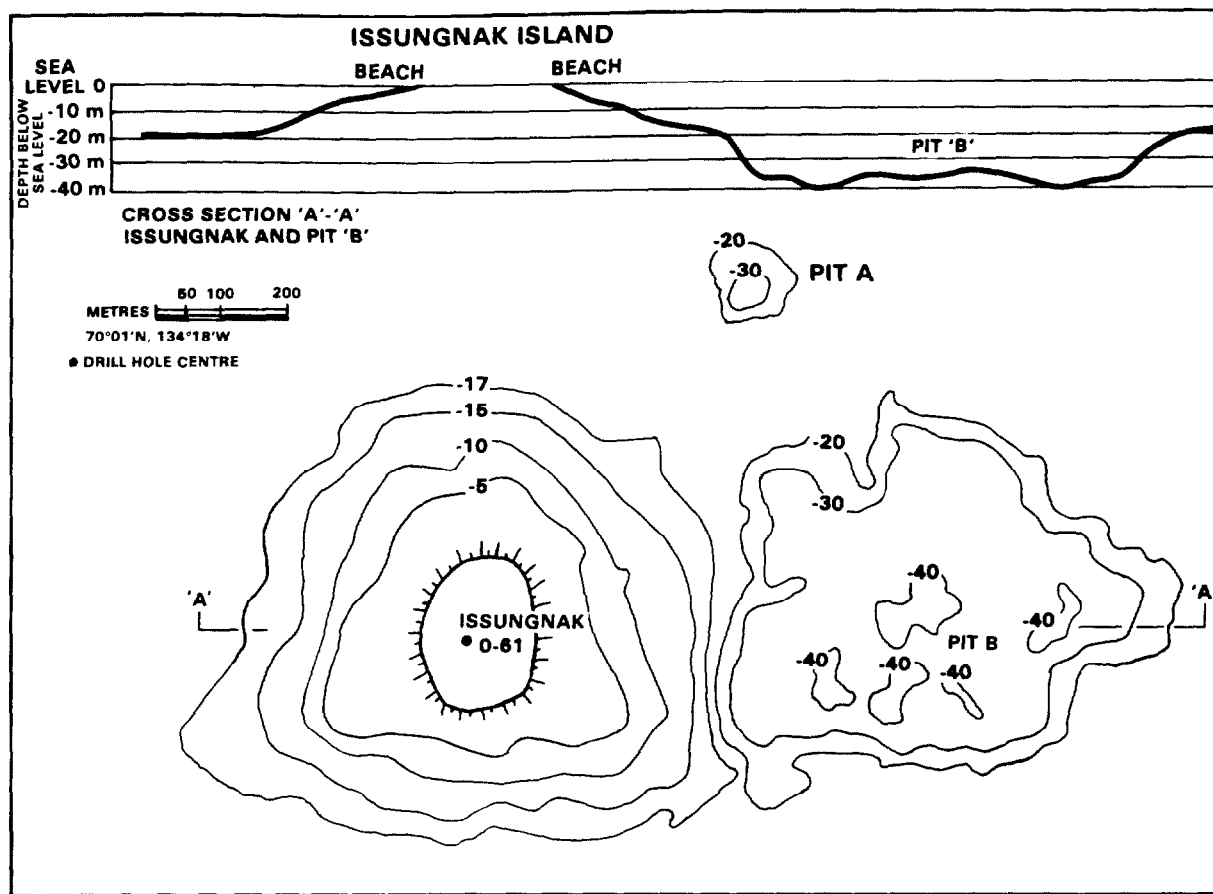 ISSUNGNAK ISLAND
SEA
LEVEL 0
BEACH
BEACH
-10 m
-20 m
-30 m
-40 m
DEPTH BELOW
SEA LEVEL
PIT 'B'
CROSS SECTION 'A'-'A'
ISSUNGNAK AND PIT 'B'
-20
-30
PIT A
50 100 200
METRES
70°01'N, 134°18'W
DRILL HOLE CENTRE
-17
-15
-10
-5
-20
-30
'A'
ISSUNGNAK
0-61
-40
-40
PIT B
-40
-40
-40
'A